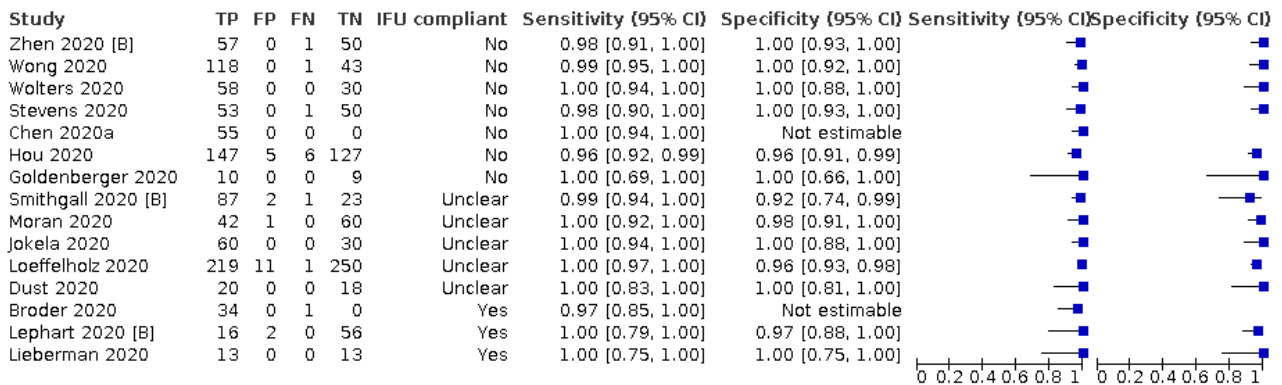 Study TP FP FN TN IFU compliant Sensitivity (95% CI) Specificity (95% CI) Sensitivity (95% CI) Specificity (95% CI)
Zhen 2020 [B] 57 0 1 50 No 0.98 [0.91, 1.00] 1.00 [0.93, 1.00]
Wong 2020 118 0 1 43 No 0.99 [0.95, 1.00] 1.00 [0.92, 1.00]
Wolters 2020 58 0 0 30 No 1.00 [0.94, 1.00] 1.00 [0.88, 1.00]
Stevens 2020 53 0 1 50 No 0.98 [0.90, 1.00] 1.00 [0.93, 1.00]
Chen 2020a 55 0 0 0 No 1.00 [0.94, 1.00] Not estimable
Hou 2020 147 5 6 127 No 0.96 [0.92, 0.99] 0.96 [0.91, 0.99]
Goldenberger 2020 10 0 0 9 No 1.00 [0.69, 1.00] 1.00 [0.66, 1.00]
Smithgall 2020 [B] 87 2 1 23 Unclear 0.99 [0.94, 1.00] 0.92 [0.74, 0.99]
Moran 2020 42 1 0 60 Unclear 1.00 [0.92, 1.00] 0.98 [0.91, 1.00]
Jokela 2020 60 0 0 30 Unclear 1.00 [0.94, 1.00] 1.00 [0.88, 1.00]
Loeffelholz 2020 219 11 1 250 Unclear 1.00 [0.97, 1.00] 0.96 [0.93, 0.98]
Dust 2020 20 0 0 18 Unclear 1.00 [0.83, 1.00] 1.00 [0.81, 1.00]
Broder 2020 34 0 1 0 Yes 0.97 [0.85, 1.00] Not estimable
Lephart 2020 [B] 16 2 0 56 Yes 1.00 [0.79, 1.00] 0.97 [0.88, 1.00]
Lieberman 2020 13 0 0 13 Yes 1.00 [0.75, 1.00] 1.00 [0.75, 1.00]
0 0.2 0.4 0.6 0.8 1 0 0.2 0.4 0.6 0.8 1